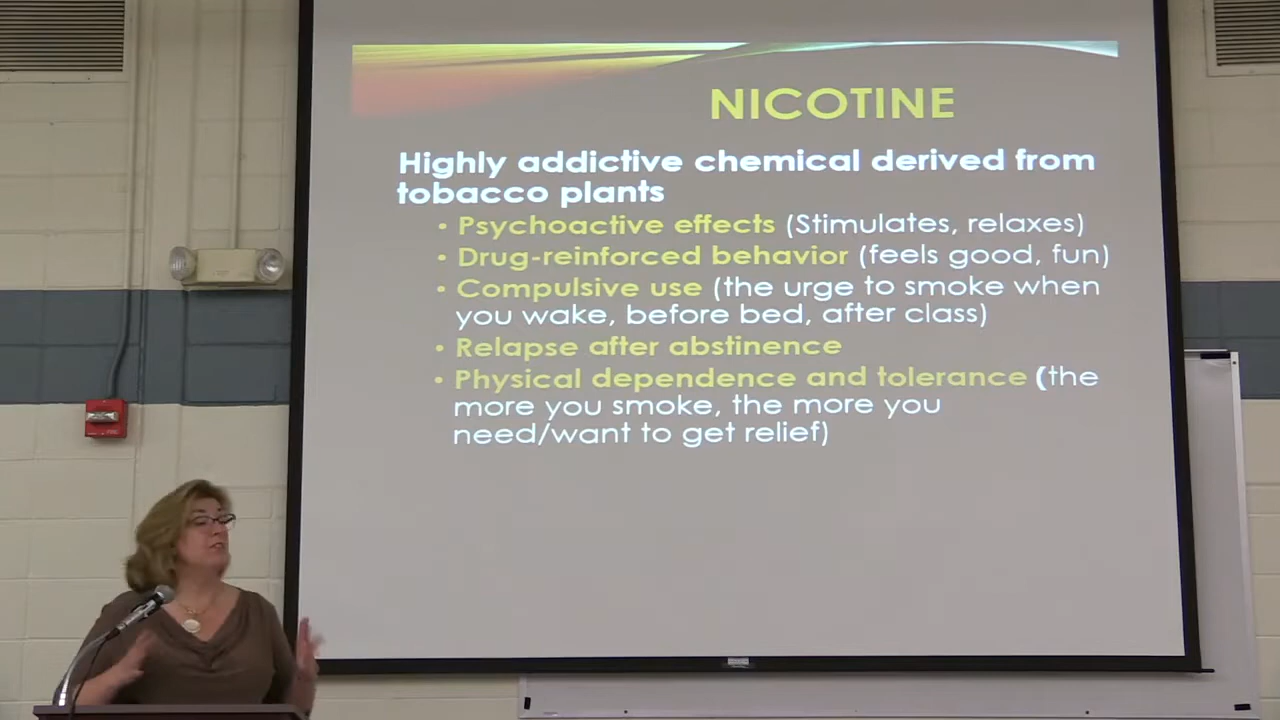 NICOTINE
Highly addictive chemical derived from
tobacco plants
• Psychoactive effects (Stimulates, relaxes)
• Drug-reinforced behavior (feels good, fun)
• Compulsive use (the urge to smoke when
you wake, before bed, after class)
• Relapse after abstinence
• Physical dependence and tolerance (the
more you smoke, the more you
need/want to get relief)